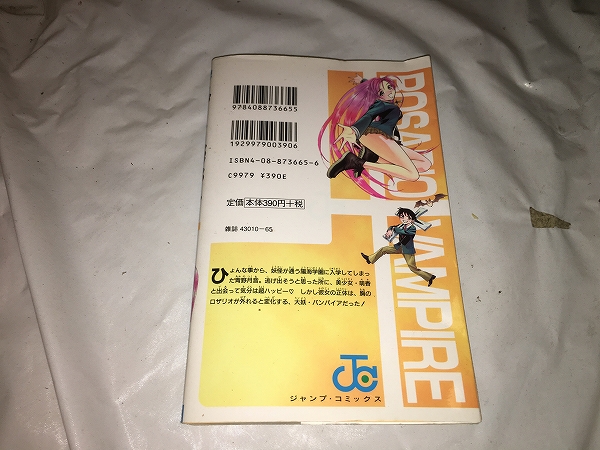 9784088736655
1929979003906
ISBN4-08-873665-6
C9979 ¥390E
定価 本体390円+税
雑誌 43010-65
ひょんな事から、妖怪が通う陽海学園に入学してしまっ
た青野月音。逃げ出そうと思った所に、美少女・萌香
と出会って気分は超ハッピー♡ しかし彼女の正体は、胸の
ロザリオが外れると変化する、大妖・バンパイアだった!
JC
ジャンプ・コミックス
ROSARIO+VAMPIRE